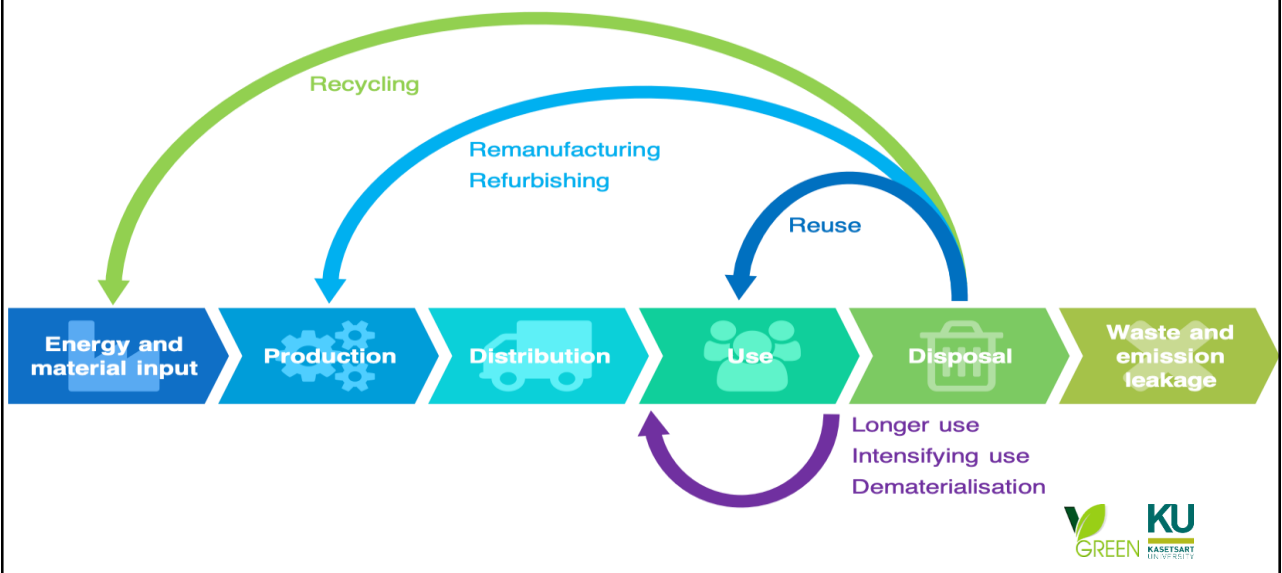 Recycling
Remanufacturing
Refurbishing
Reuse
Energy and
material input
Production
Distribution
Use
Disposal
Waste and
emission
leakage
Longer use
Intensifying use
Dematerialisation
V
GREEN
KU
KASETSART
UNIVERSITY